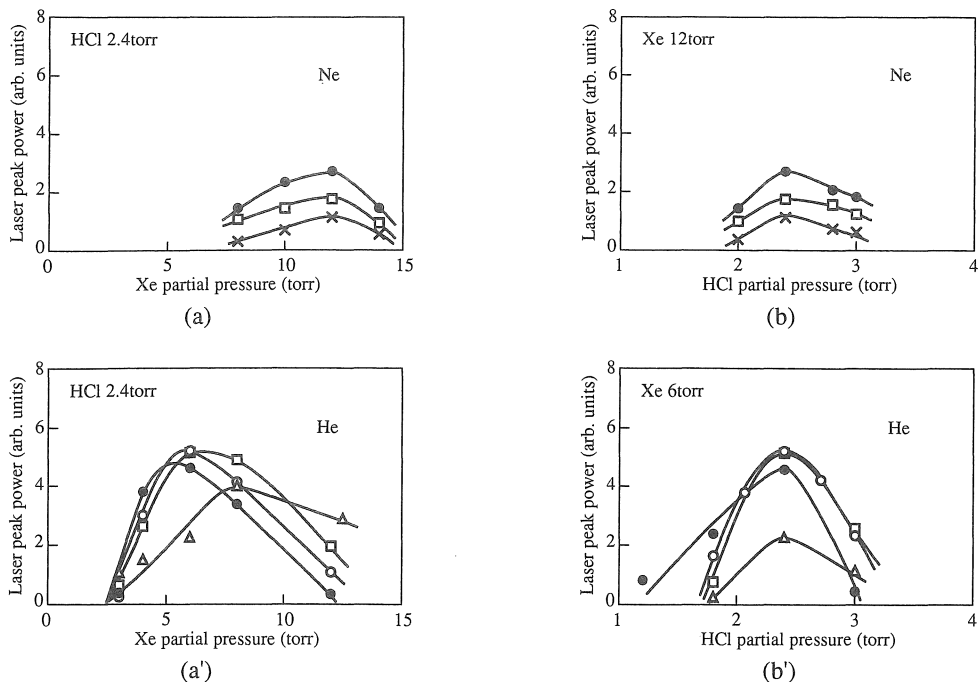 8
HCl 2.4torr
Ne
6
4
2
0
0
5
10
15
Laser peak power (arb. units)
Xe partial pressure (torr)
(a)
8
Xe 12torr
Ne
6
4
2
0
1
2
3
4
Laser peak power (arb. units)
HCl partial pressure (torr)
(b)
8
HCl 2.4torr
He
6
4
2
0
0
5
10
15
Laser peak power (arb. units)
Xe partial pressure (torr)
(a')
8
Xe 6torr
He
6
4
2
0
1
2
3
4
Laser peak power (arb. units)
HCl partial pressure (torr)
(b')